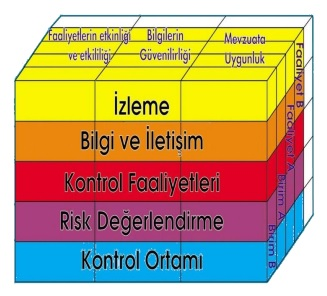 Faaliyetlerin etkinliği
ve etkililiği
Bilgilerin
Güvenilirliği
Mevzuata
Uygunluk
İzleme
Bilgi ve İletişim
Kontrol Faaliyetleri
Risk Değerlendirme
Kontrol Ortamı
Faaliyet B
Faaliyet A
Birim A
Birim B